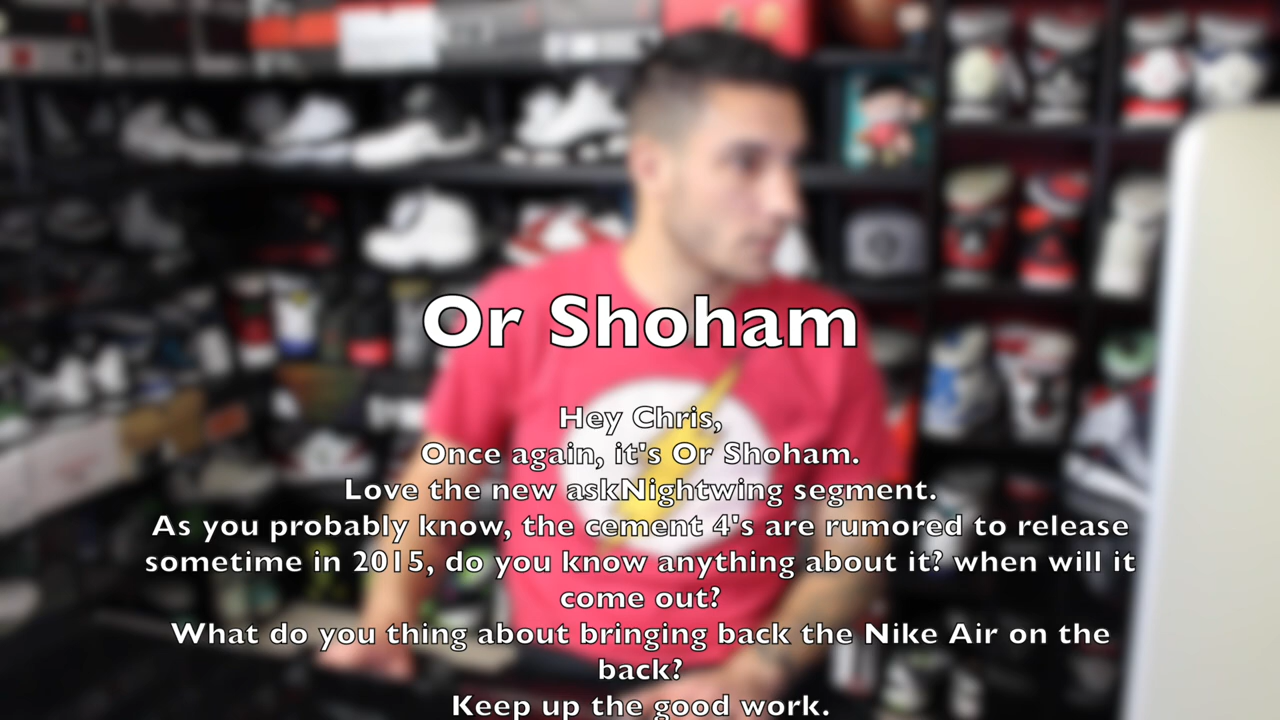 Or Shoham
Hey Chris,
Once again, it's Or Shoham.
Love the new askNightwing segment.
As you probably know, the cement 4's are rumored to release
sometime in 2015, do you know anything about it? when will it
come out?
What do you thing about bringing back the Nike Air on the
back?
Keep up the good work.